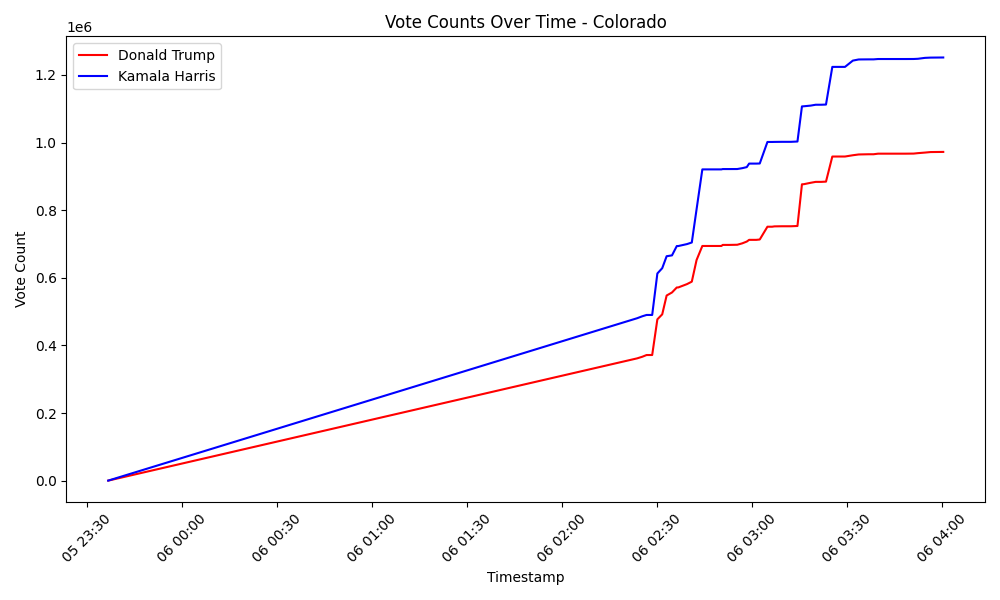 Vote Counts Over Time - Colorado
1e6
Donald Trump
Kamala Harris
1.2
1.0
0.8
0.6
0.4
0.2
0.0
Vote Count
05 23:30
06 00:00
06 00:30
06 01:00
06 01:30
06 02:00
06 02:30
06 03:00
06 03:30
06 04:00
Timestamp